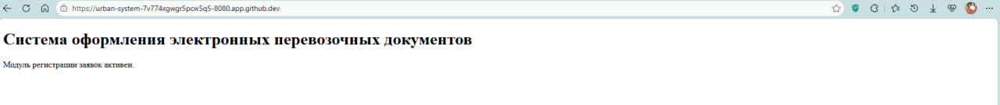 https://urban-system-7v774xgwgr5pcw5q5-8080.app.github.dev
Система оформления электронных перевозочных документов
Модуль регистрации заявок активен.